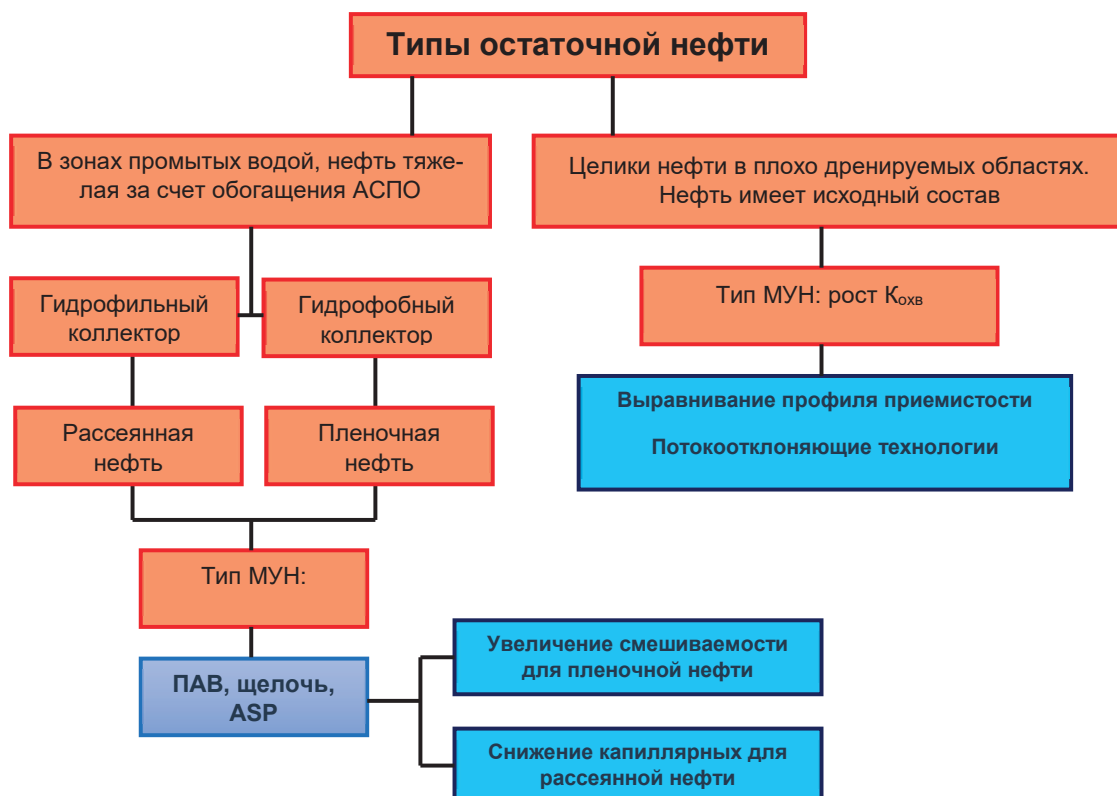 Типы остаточной нефти
В зонах промытых водой, нефть тяже-
лая за счет обогащения АСПО
Целики нефти в плохо дренируемых областях.
Нефть имеет исходный состав
Гидрофильный
коллектор
Гидрофобный
коллектор
Тип МУН: рост Kохв
Рассеянная
нефть
Пленочная
нефть
Выравнивание профиля приемистости
Потокоотклоняющие технологии
Тип МУН:
ПАВ, щелочь,
ASP
Увеличение смешиваемости
для пленочной нефти
Снижение капиллярных для
рассеянной нефти